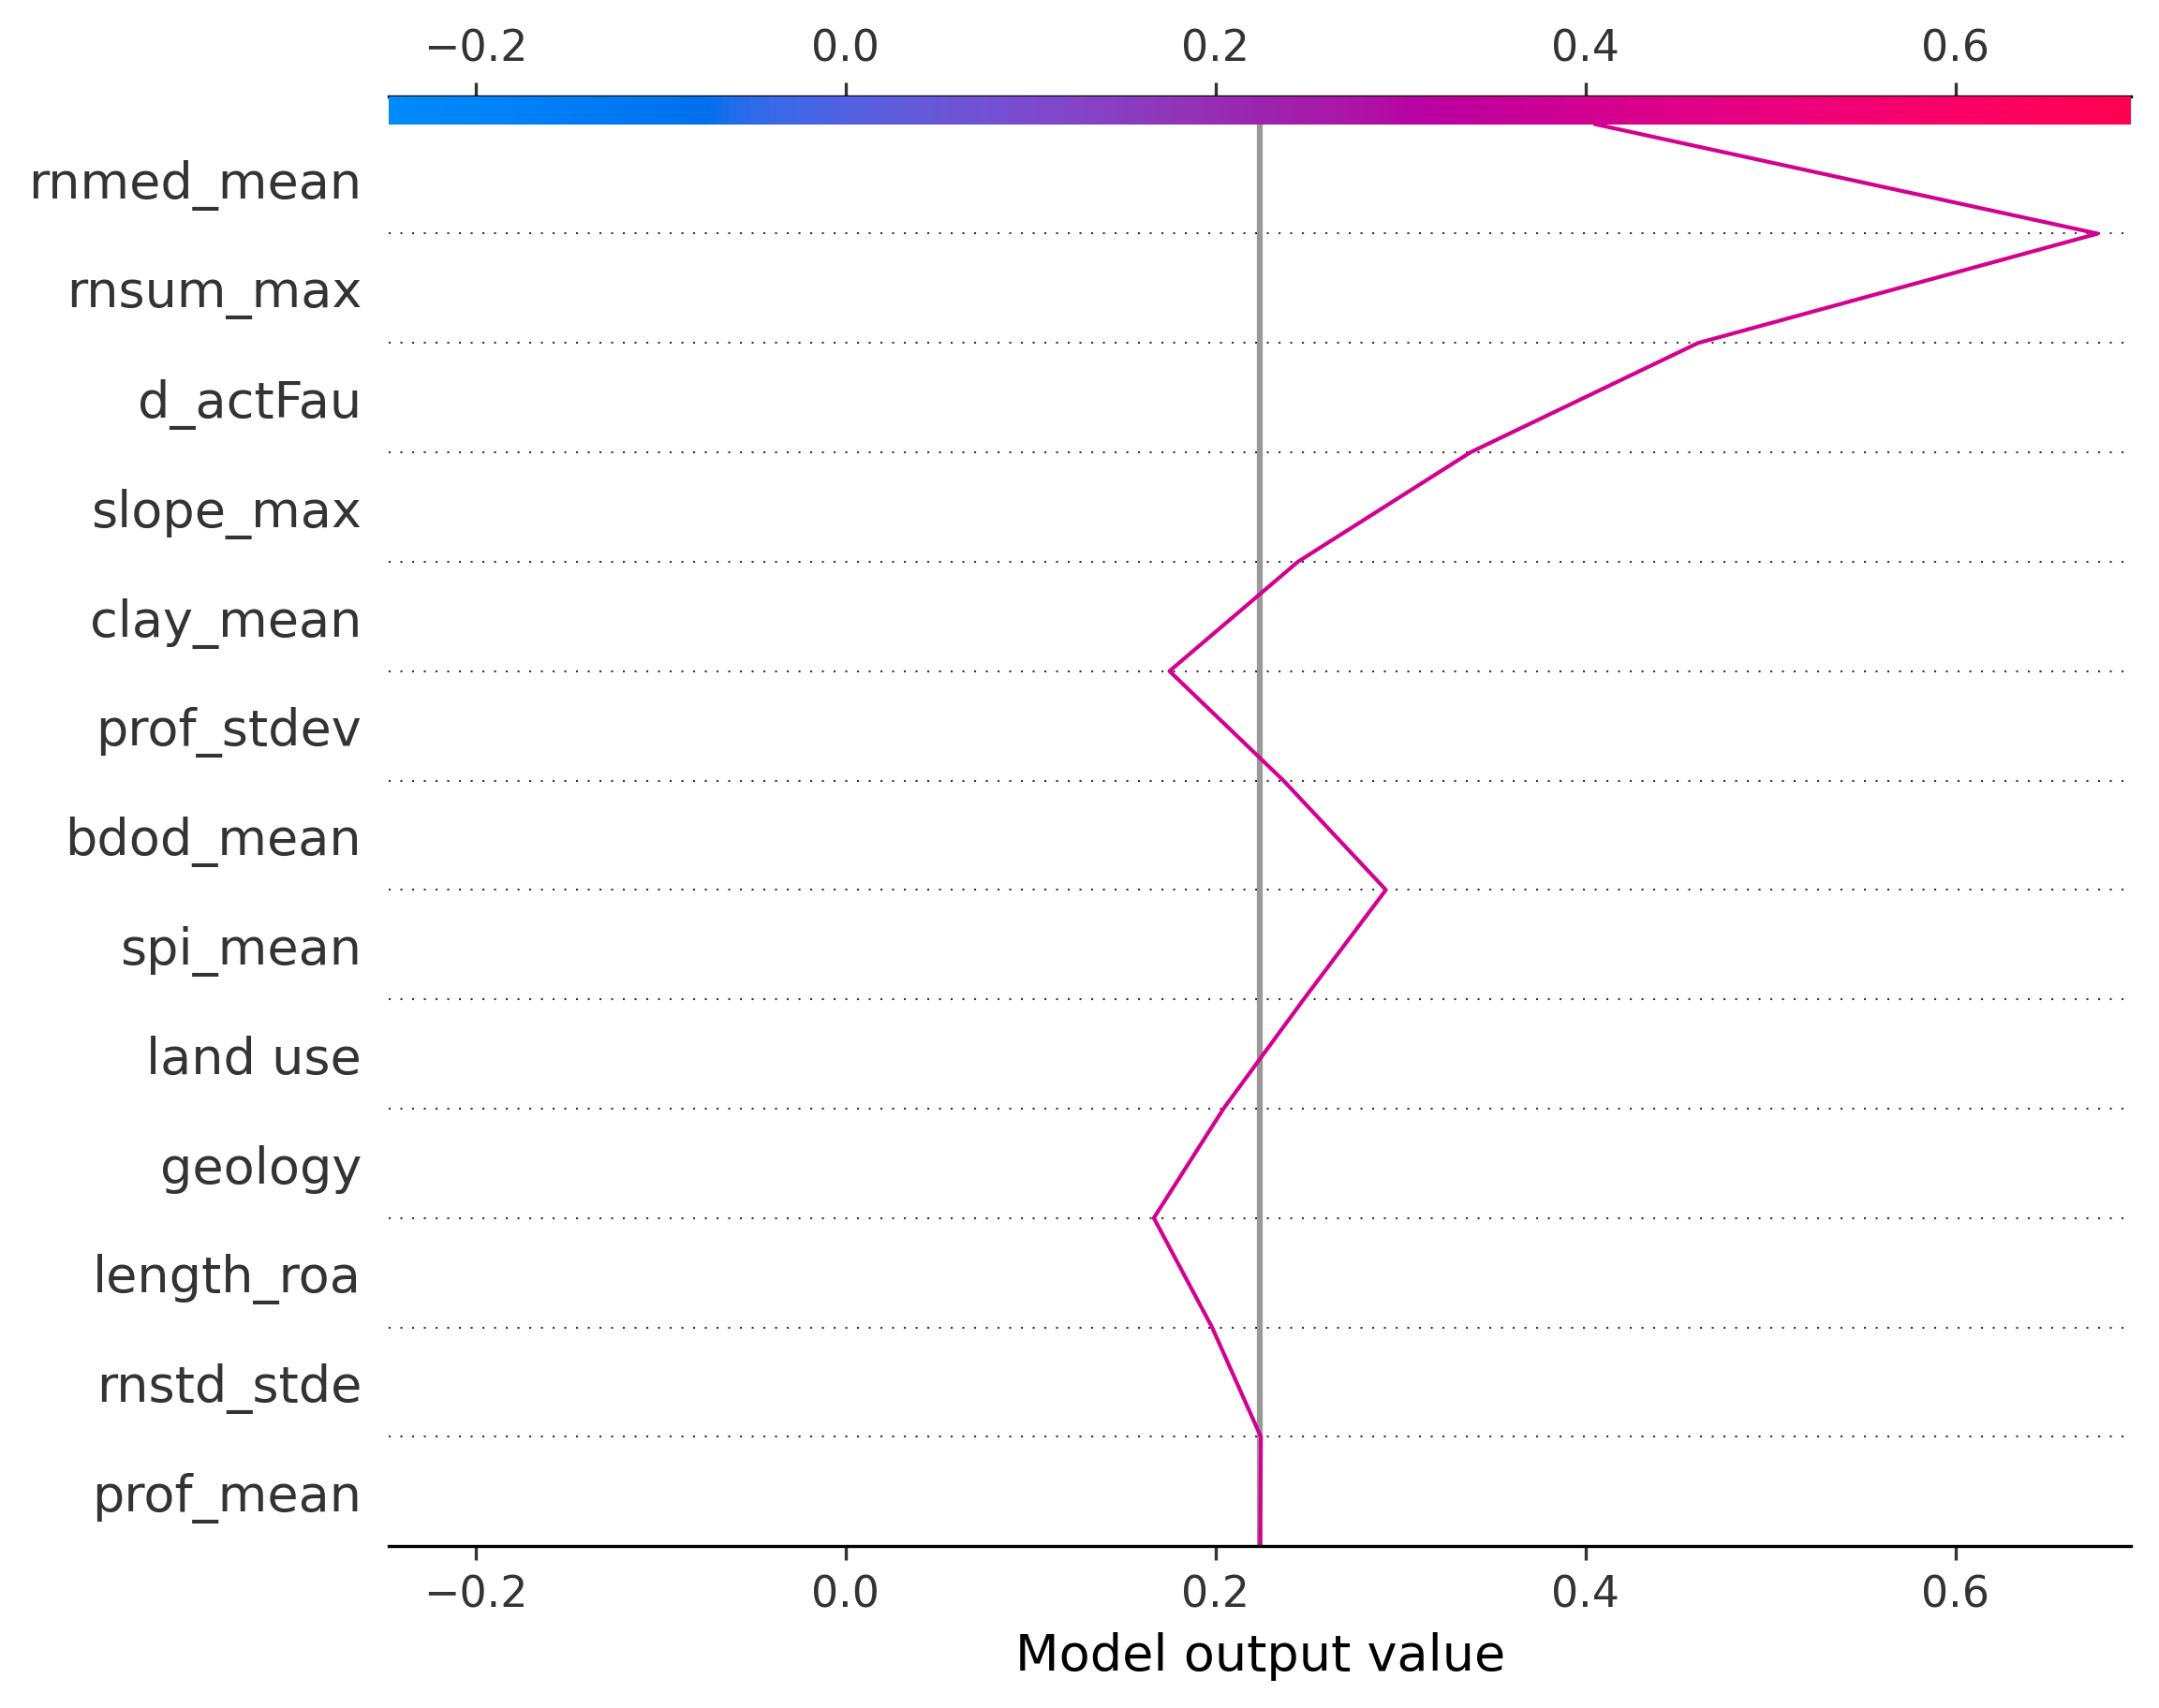 −0.2 0.0 0.2 0.4 0.6
rnmed_mean
rnsum_max
d_actFau
slope_max
clay_mean
prof_stdev
bdod_mean
spi_mean
land use
geology
length_roa
rnstd_stde
prof_mean
−0.2 0.0 0.2 0.4 0.6
Model output value